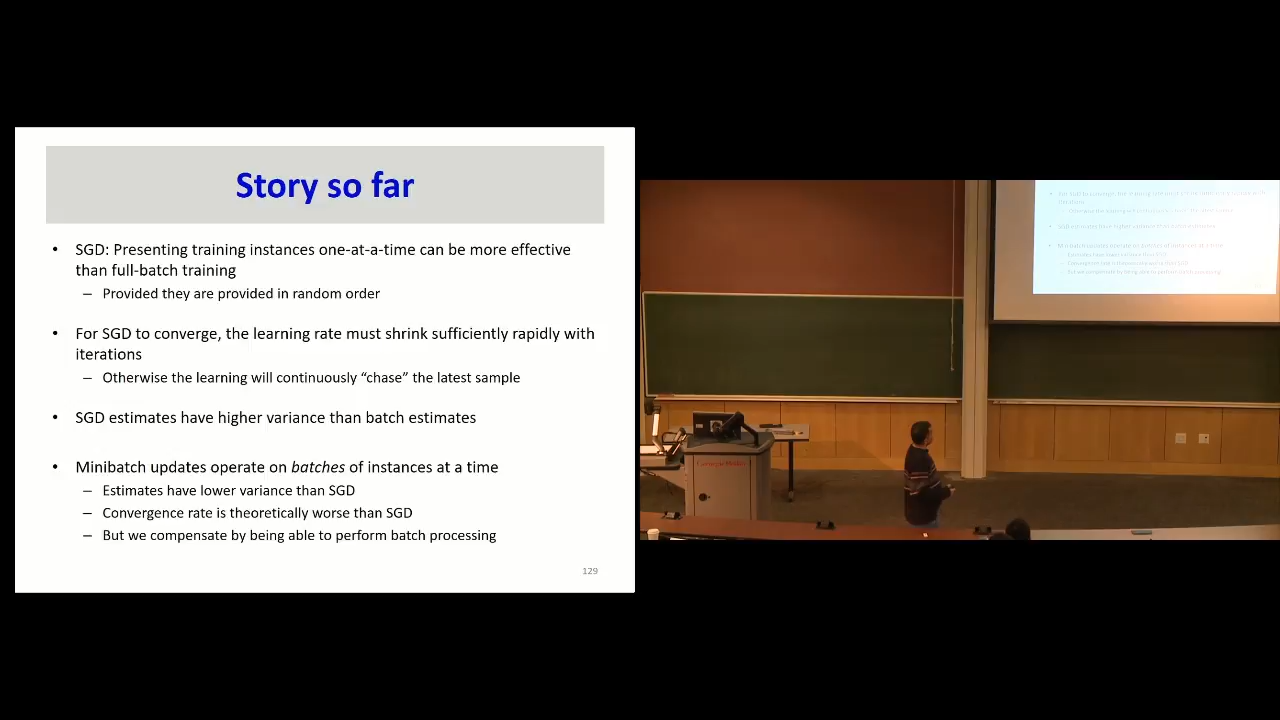 Story so far
• SGD: Presenting training instances one-at-a-time can be more effective
than full-batch training
– Provided they are provided in random order
• For SGD to converge, the learning rate must shrink sufficiently rapidly with
iterations
– Otherwise the learning will continuously “chase” the latest sample
• SGD estimates have higher variance than batch estimates
• Minibatch updates operate on batches of instances at a time
– Estimates have lower variance than SGD
– Convergence rate is theoretically worse than SGD
– But we compensate by being able to perform batch processing
129
Carnegie Mellon